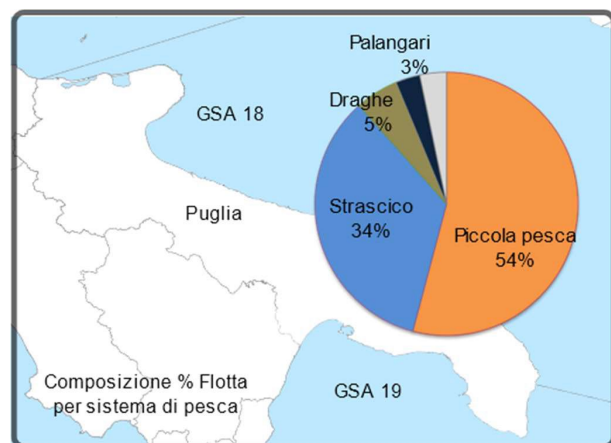 Palangari
3%
Draghe
5%
GSA 18
Puglia
Strascico
34%
Piccola pesca
54%
Composizione % Flotta
per sistema di pesca
GSA 19